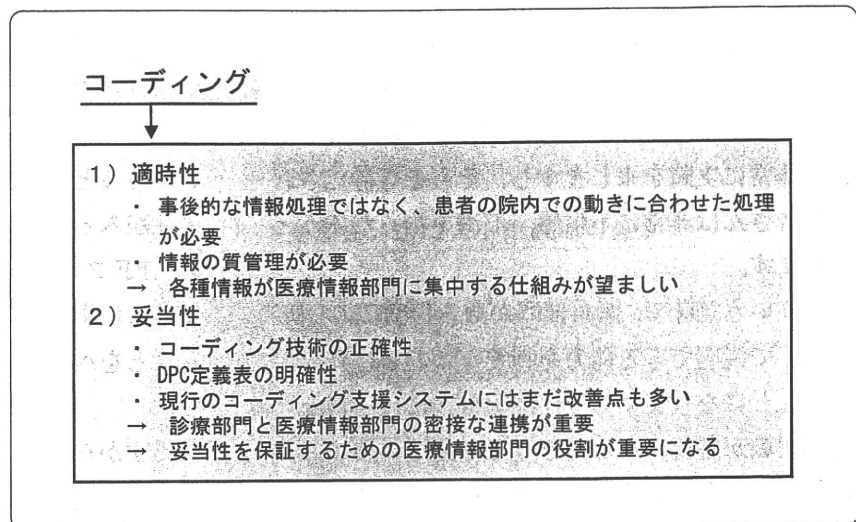 コーディング
1）適時性
・ 事後的な情報処理ではなく、患者の院内での動きに合わせた処理
が必要
・ 情報の質管理が必要
→ 各種情報が医療情報部門に集中する仕組みが望ましい
2）妥当性
・ コーディング技術の正確性
・ DPC定義表の明確性
・ 現行のコーディング支援システムにはまだ改善点も多い
→ 診療部門と医療情報部門の密接な連携が重要
→ 妥当性を保証するための医療情報部門の役割が重要になる